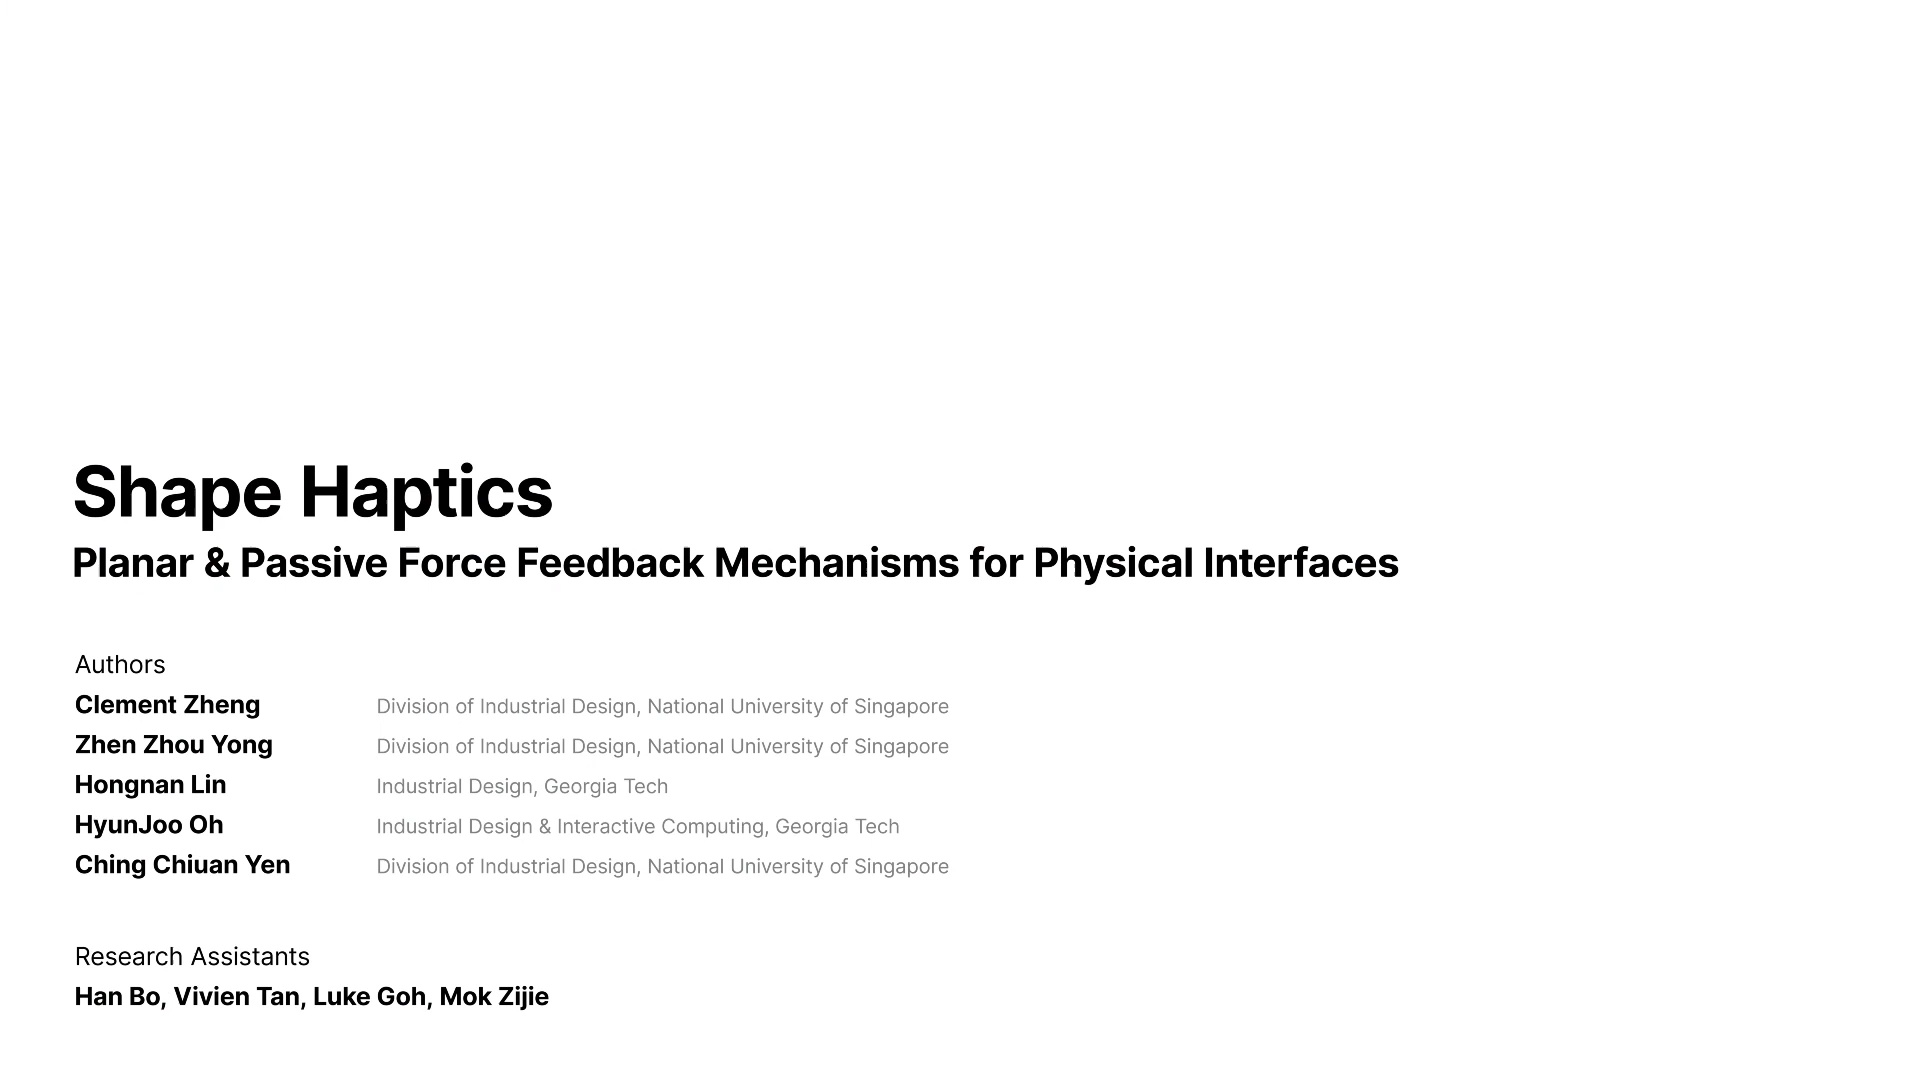 Shape Haptics
Planar & Passive Force Feedback Mechanisms for Physical Interfaces
Authors
Clement Zheng Division of Industrial Design, National University of Singapore
Zhen Zhou Yong Division of Industrial Design, National University of Singapore
Hongnan Lin Industrial Design, Georgia Tech
HyunJoo Oh Industrial Design & Interactive Computing, Georgia Tech
Ching Chiuan Yen Division of Industrial Design, National University of Singapore
Research Assistants
Han Bo, Vivien Tan, Luke Goh, Mok Zijie